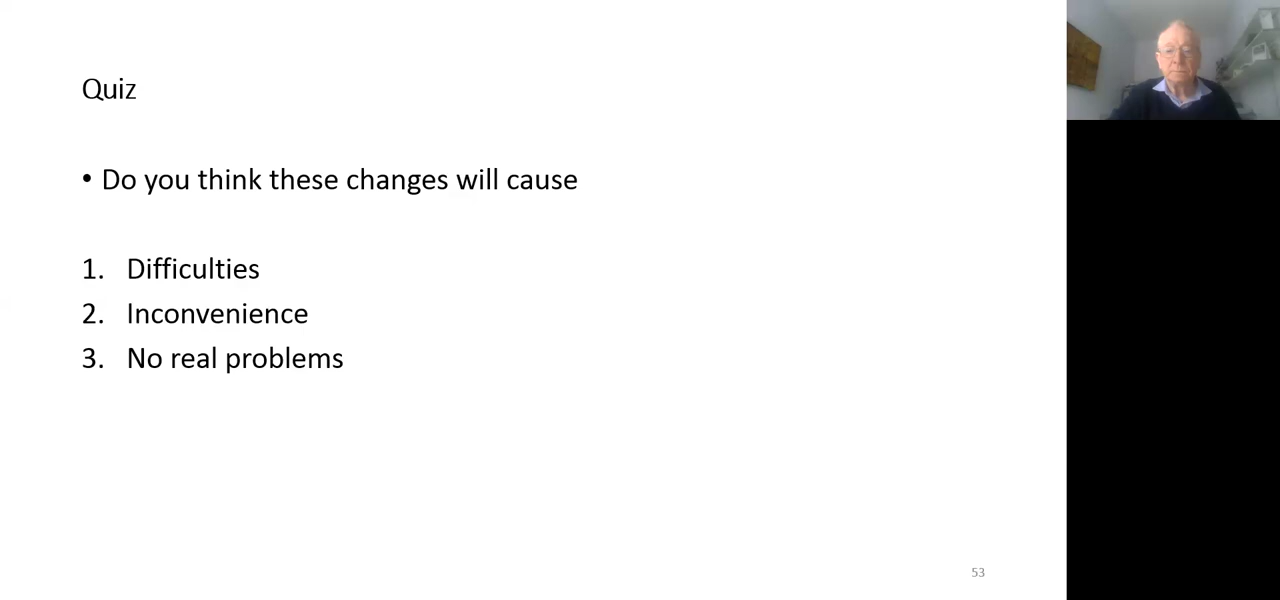 Quiz
• Do you think these changes will cause
1. Difficulties
2. Inconvenience
3. No real problems
53